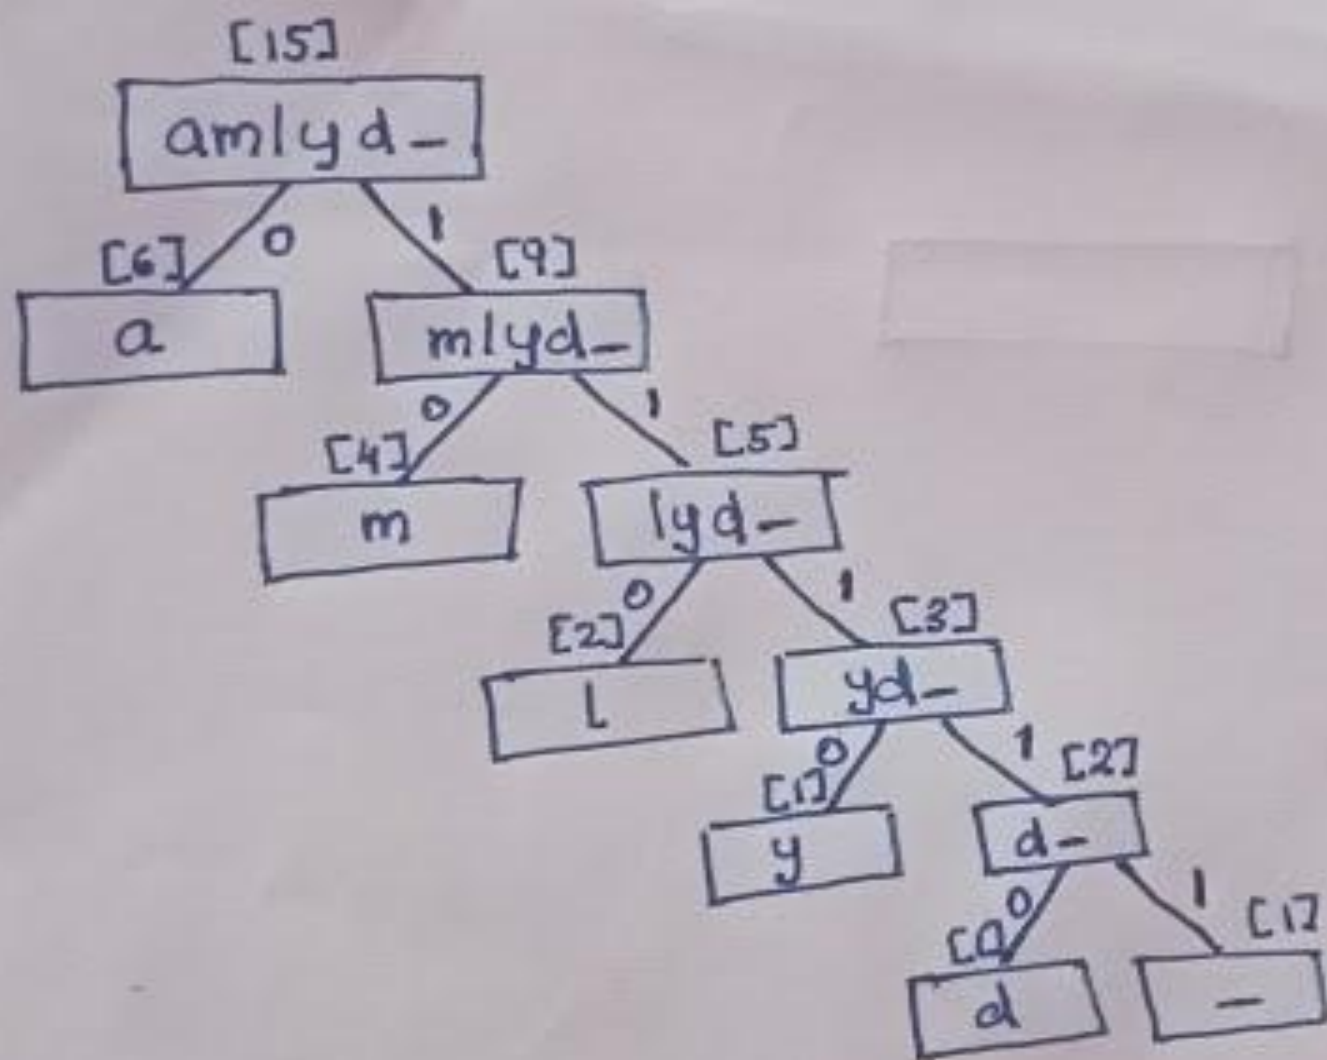 [15]
amlyd_
0 1
[6] [9]
a mlyd_
0 1
[4] [5]
m lyd_
0 1
[2] [3]
l yd_
0 1
[1] [2]
y d_
0 1
[1]
d _